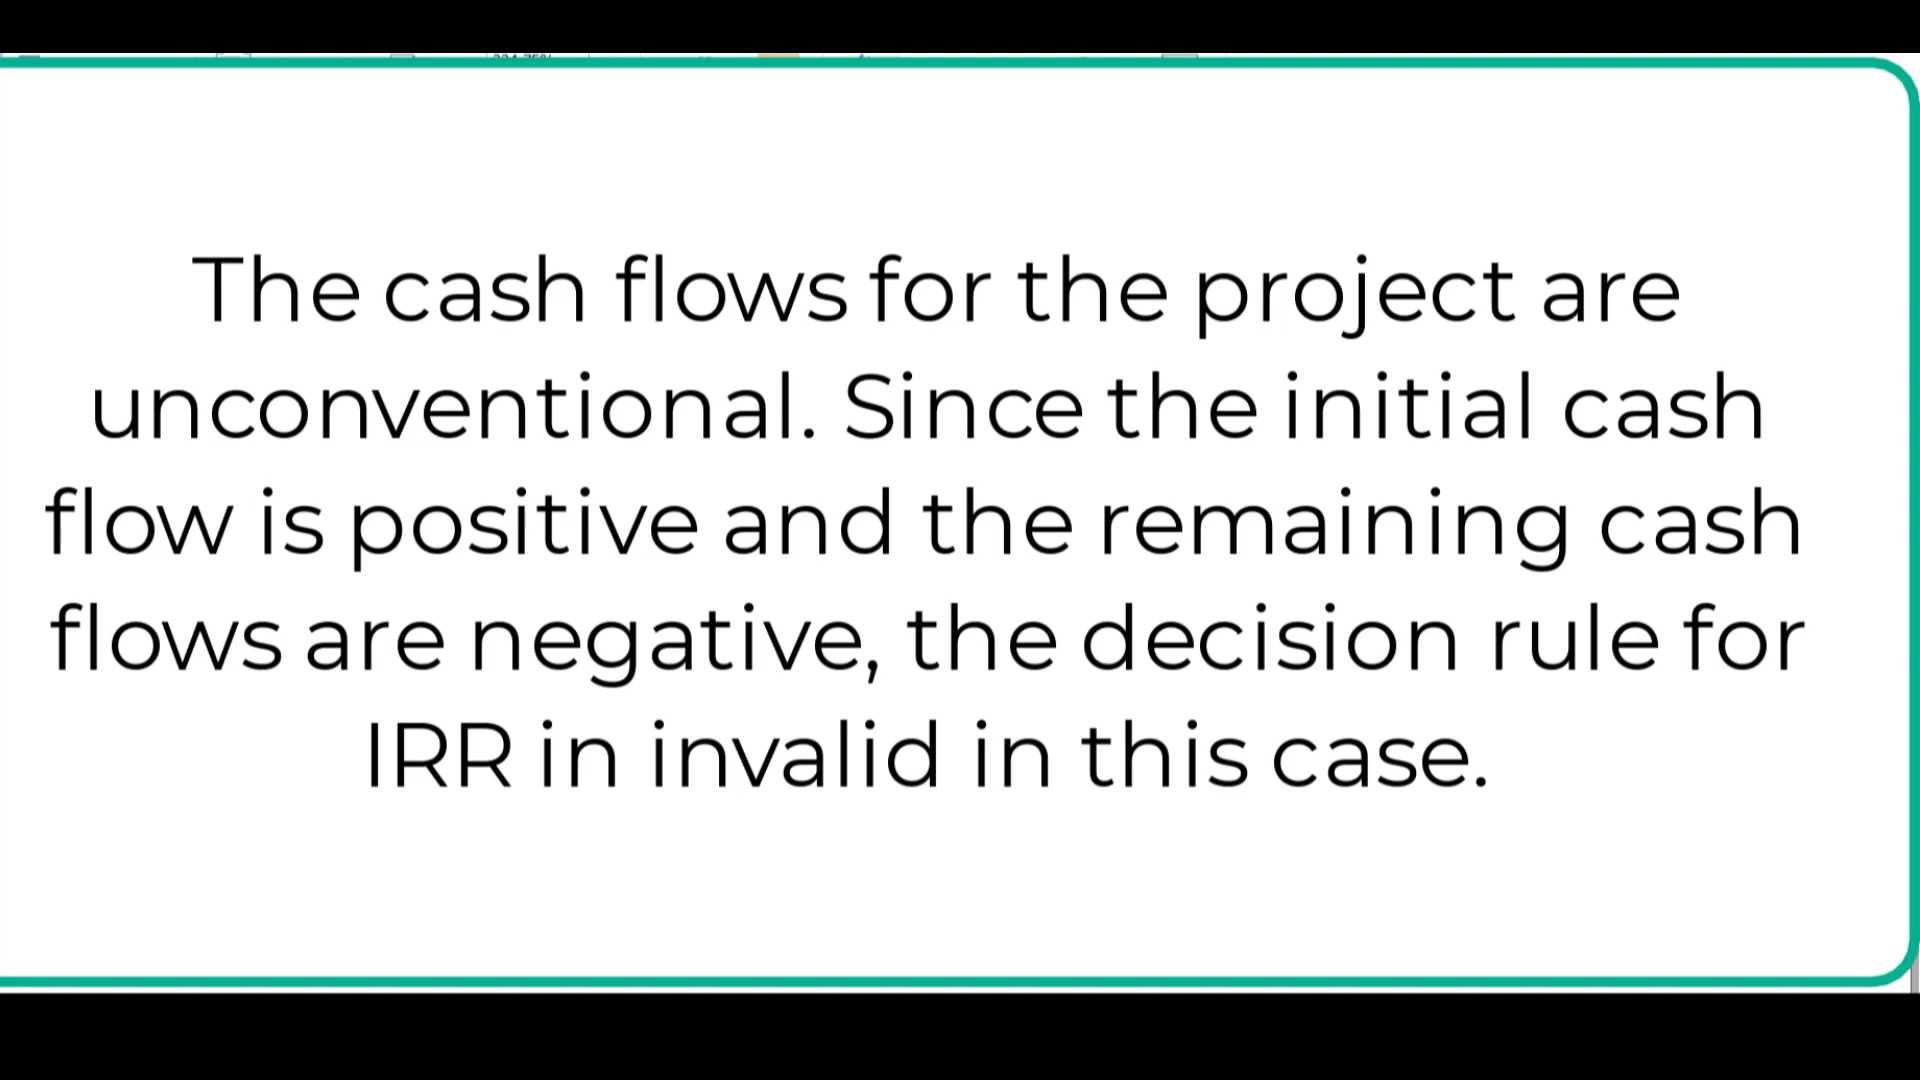 The cash flows for the project are
unconventional. Since the initial cash
flow is positive and the remaining cash
flows are negative, the decision rule for
IRR in invalid in this case.